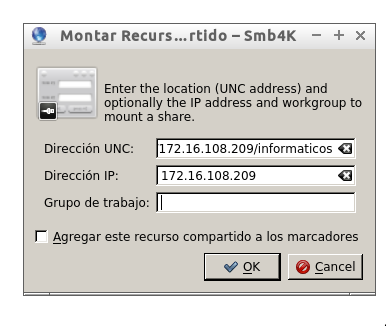 Montar Recurs...rtido – Smb4K
Enter the location (UNC address) and
optionally the IP address and workgroup to
mount a share.
Dirección UNC: 172.16.108.209/informaticos
Dirección IP: 172.16.108.209
Grupo de trabajo:
Agregar este recurso compartido a los marcadores
OK Cancel